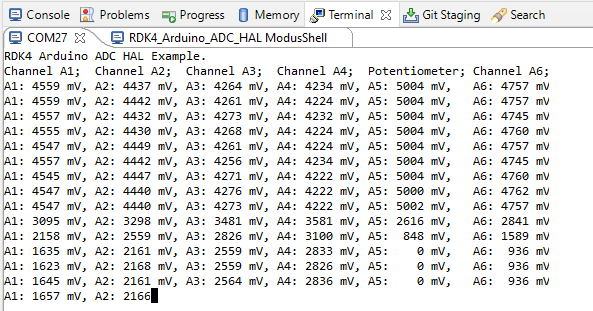 Console Problems Progress Memory Terminal Git Staging Search
COM27 RDK4_Arduino_ADC_HAL ModusShell
RDK4 Arduino ADC HAL Example.
Channel A1; Channel A2; Channel A3; Channel A4; Potentiometer; Channel A6;
A1: 4559 mV, A2: 4437 mV, A3: 4264 mV, A4: 4234 mV, A5: 5004 mV, A6: 4757 mV
A1: 4559 mV, A2: 4442 mV, A3: 4261 mV, A4: 4224 mV, A5: 5004 mV, A6: 4757 mV
A1: 4557 mV, A2: 4432 mV, A3: 4273 mV, A4: 4232 mV, A5: 5004 mV, A6: 4745 mV
A1: 4555 mV, A2: 4430 mV, A3: 4268 mV, A4: 4224 mV, A5: 5004 mV, A6: 4760 mV
A1: 4547 mV, A2: 4449 mV, A3: 4261 mV, A4: 4224 mV, A5: 5004 mV, A6: 4757 mV
A1: 4557 mV, A2: 4442 mV, A3: 4256 mV, A4: 4234 mV, A5: 5004 mV, A6: 4745 mV
A1: 4545 mV, A2: 4447 mV, A3: 4271 mV, A4: 4222 mV, A5: 5004 mV, A6: 4760 mV
A1: 4547 mV, A2: 4440 mV, A3: 4276 mV, A4: 4222 mV, A5: 5000 mV, A6: 4762 mV
A1: 4547 mV, A2: 4440 mV, A3: 4273 mV, A4: 4222 mV, A5: 5002 mV, A6: 4757 mV
A1: 3095 mV, A2: 3298 mV, A3: 3481 mV, A4: 3581 mV, A5: 2616 mV, A6: 2841 mV
A1: 2158 mV, A2: 2559 mV, A3: 2826 mV, A4: 3100 mV, A5: 848 mV, A6: 1589 mV
A1: 1635 mV, A2: 2161 mV, A3: 2559 mV, A4: 2833 mV, A5: 0 mV, A6: 936 mV
A1: 1623 mV, A2: 2168 mV, A3: 2559 mV, A4: 2826 mV, A5: 0 mV, A6: 936 mV
A1: 1645 mV, A2: 2161 mV, A3: 2564 mV, A4: 2836 mV, A5: 0 mV, A6: 936 mV
A1: 1657 mV, A2: 2166